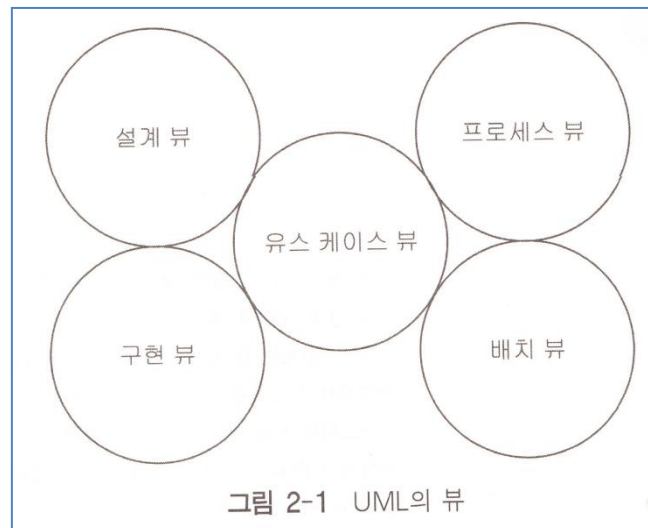 설계 뷰
프로세스 뷰
유스 케이스 뷰
구현 뷰
배치 뷰
그림 2-1 UML의 뷰